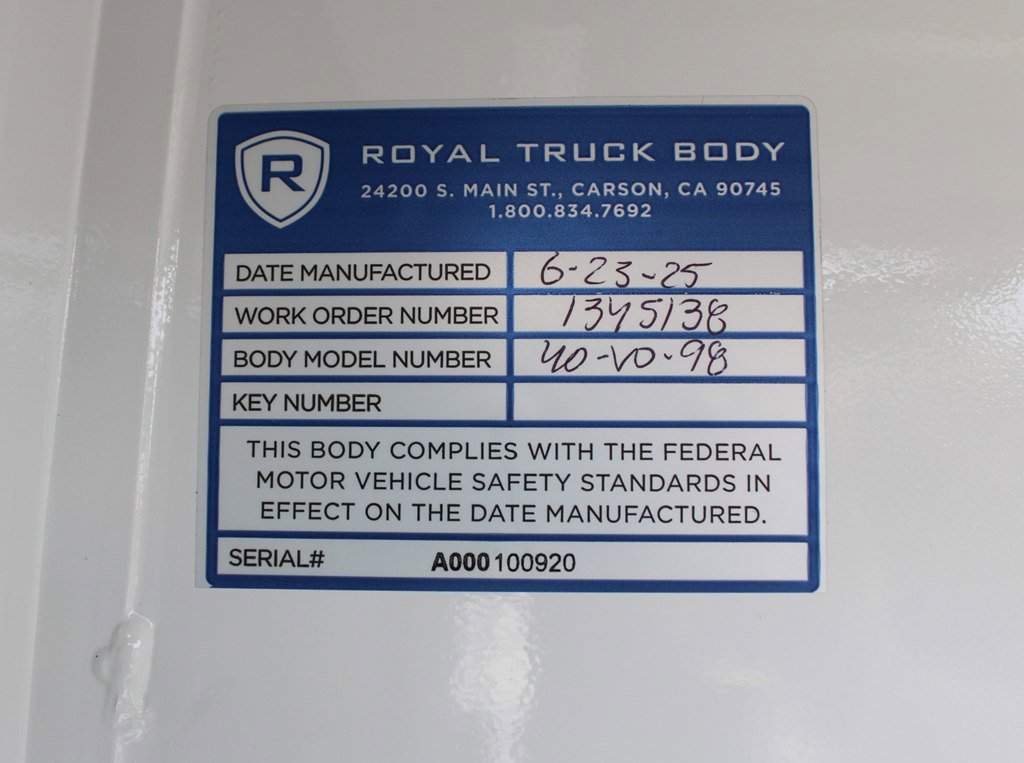 R
ROYAL TRUCK BODY
24200 S. MAIN ST., CARSON, CA 90745
1.800.834.7692
DATE MANUFACTURED 6-23-25
WORK ORDER NUMBER 1345138
BODY MODEL NUMBER 40-VO-98
KEY NUMBER
THIS BODY COMPLIES WITH THE FEDERAL
MOTOR VEHICLE SAFETY STANDARDS IN
EFFECT ON THE DATE MANUFACTURED.
SERIAL# A000100920